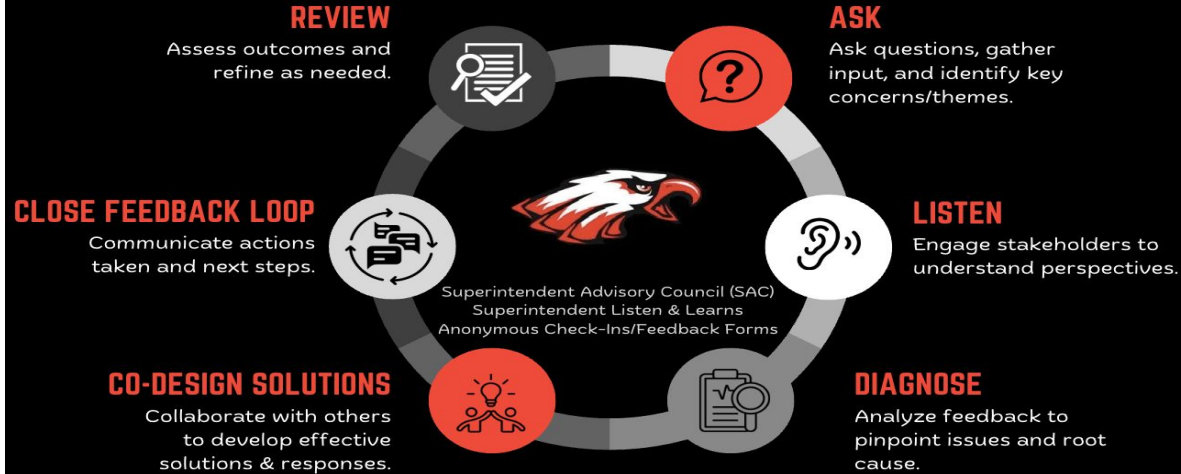 REVIEW
Assess outcomes and
refine as needed.
ASK
Ask questions, gather
input, and identify key
concerns/themes.
?
CLOSE FEEDBACK LOOP
Communicate actions
taken and next steps.
LISTEN
Engage stakeholders to
understand perspectives.
Superintendent Advisory Council (SAC)
Superintendent Listen & Learns
Anonymous Check-Ins/Feedback Forms
CO-DESIGN SOLUTIONS
Collaborate with others
to develop effective
solutions & responses.
DIAGNOSE
Analyze feedback to
pinpoint issues and root
cause.